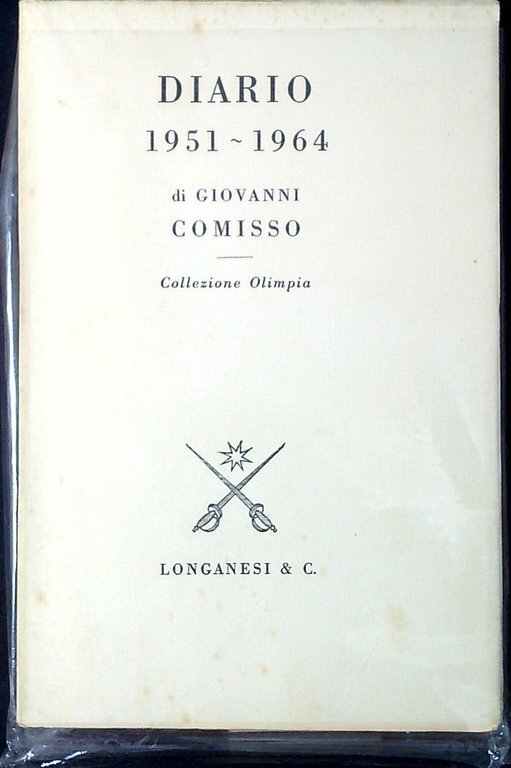 DIARIO
1951 ~ 1964
di GIOVANNI
COMISSO
Collezione Olimpia
LONGANESI & C.